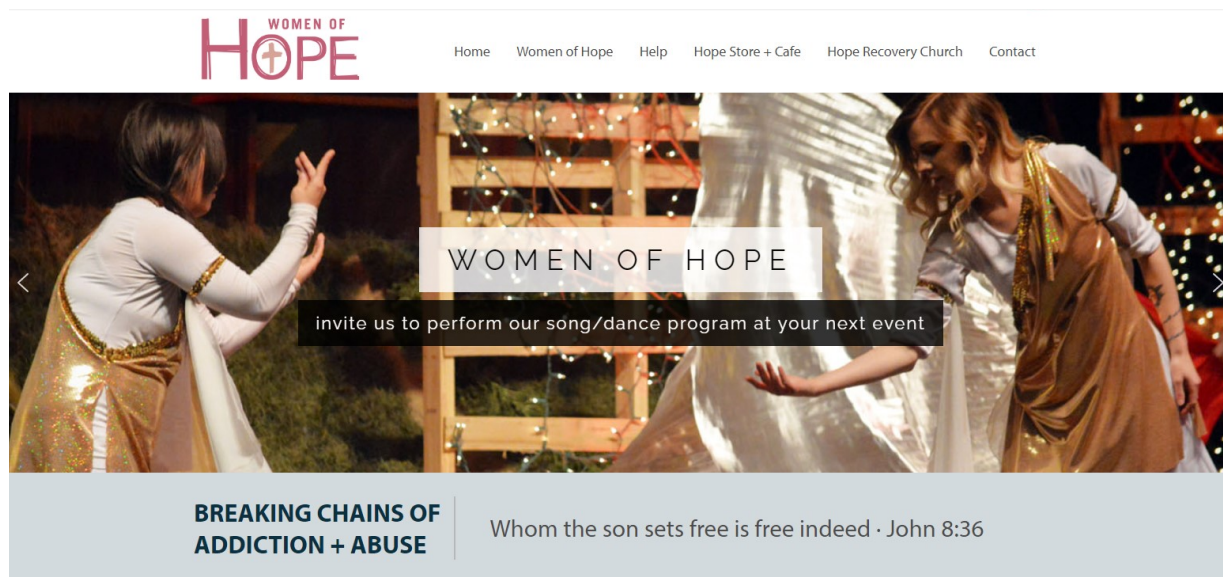 WOMEN OF
HOPE
Home Women of Hope Help Hope Store + Cafe Hope Recovery Church Contact
WOMEN OF HOPE
invite us to perform our song/dance program at your next event
BREAKING CHAINS OF
ADDICTION + ABUSE
Whom the son sets free is free indeed · John 8:36